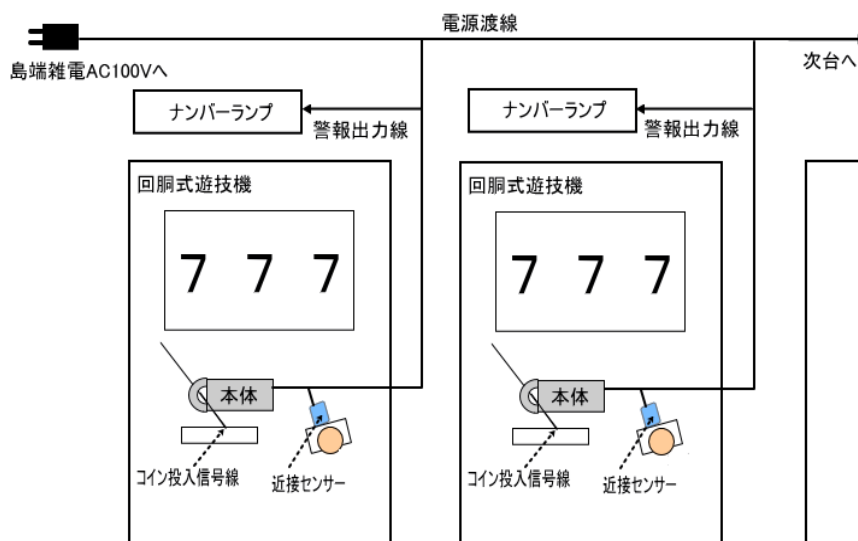 電源渡線
島端雑電AC100Vへ
次台へ
ナンバーランプ
警報出力線
ナンバーランプ
警報出力線
回胴式遊技機
7 7 7
本体
コイン投入信号線
近接センサー
回胴式遊技機
7 7 7
本体
コイン投入信号線
近接センサー